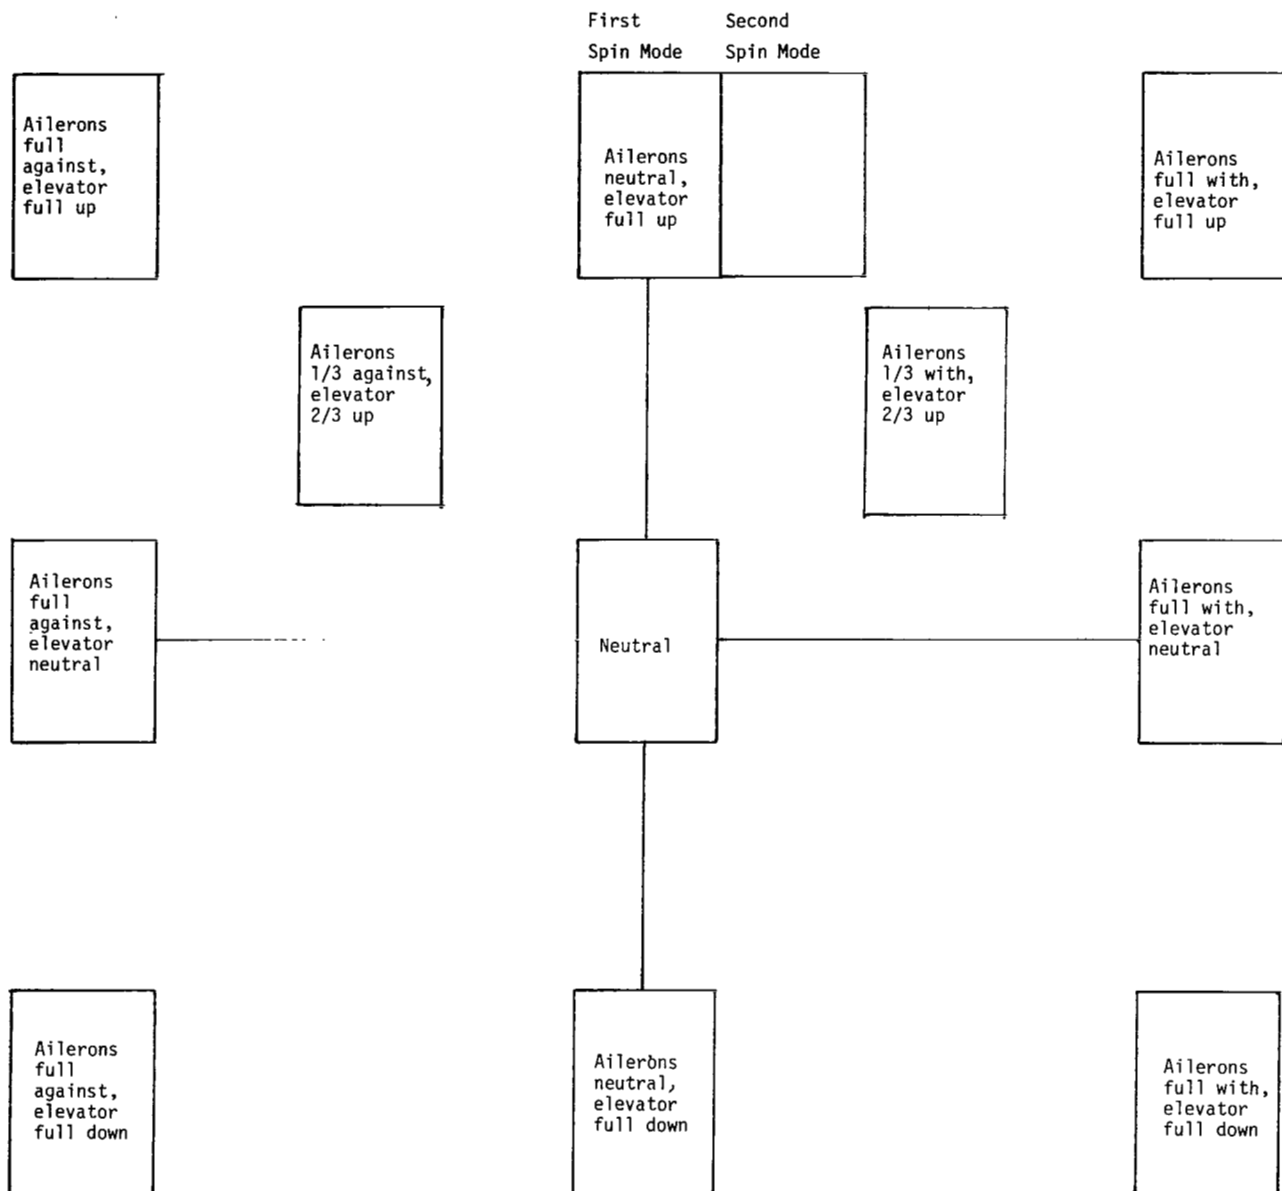 First Second
Spin Mode Spin Mode
Ailerons
full
against,
elevator
full up
Ailerons
neutral,
elevator
full up
Ailerons
full with,
elevator
full up
Ailerons
1/3 against,
elevator
2/3 up
Ailerons
1/3 with,
elevator
2/3 up
Ailerons
full
against,
elevator
neutral
Neutral
Ailerons
full with,
elevator
neutral
Ailerons
full
against,
elevator
full down
Ailerons
neutral,
elevator
full down
Ailerons
full with,
elevator
full down